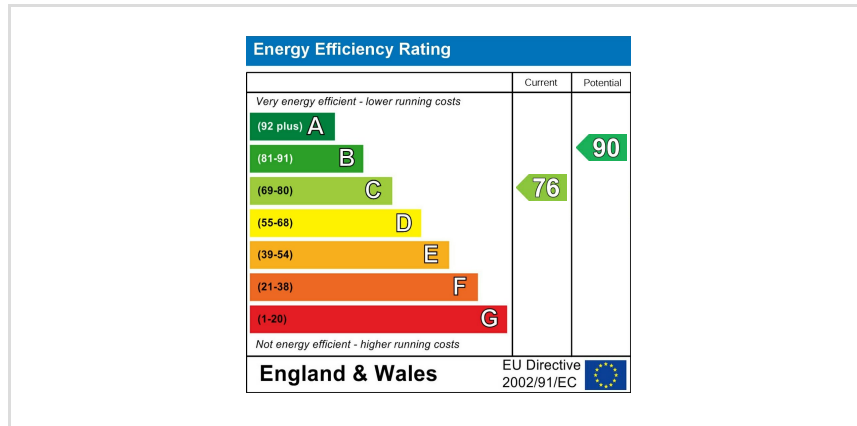 Energy Efficiency Rating
Current Potential
Very energy efficient - lower running costs
(92 plus) A
(81-91) B
90
(69-80) C
76
(55-68) D
(39-54) E
(21-38) F
(1-20) G
Not energy efficient - higher running costs
England & Wales
EU Directive
2002/91/EC